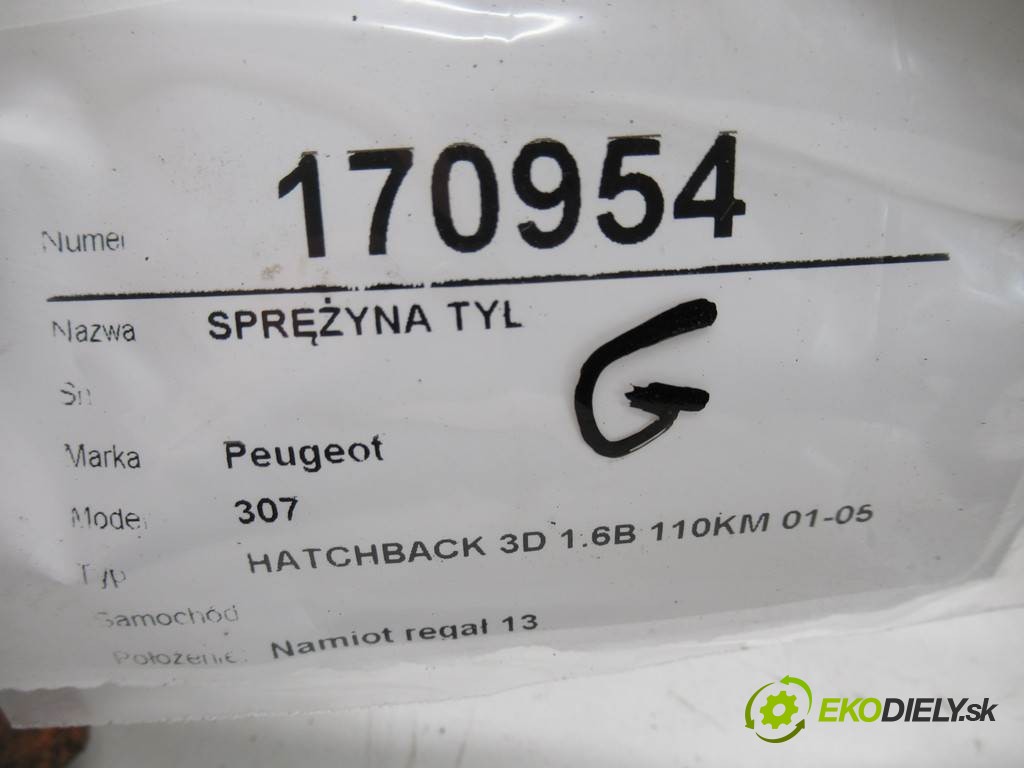 Numer 170954
Nazwa SPRĘŻYNA TYŁ
Sn
Marka Peugeot
G
Model 307
Typ HATCHBACK 3D 1.6B 110KM 01-05
Samochód
Położenie: Namiot regał 13
EKODIELY.sk